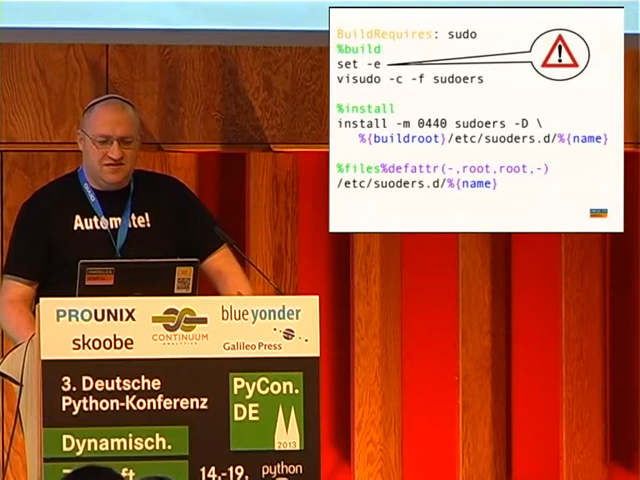 BuildRequires: sudo
%build
set -e
visudo -c -f sudoers
%install
install -m 0440 sudoers -D \
%{buildroot}/etc/suoders.d/%{name}
%files%defattr(-,root,root,-)
/etc/suoders.d/%{name}
Automate!
PROUNIX
skoobe
CONTINUUM
ANALYTICS
blueyonder
Galileo Press
3. Deutsche
Python-Konferenz
PyCon.
DE
2013
Dynamisch.
14.-19.
python